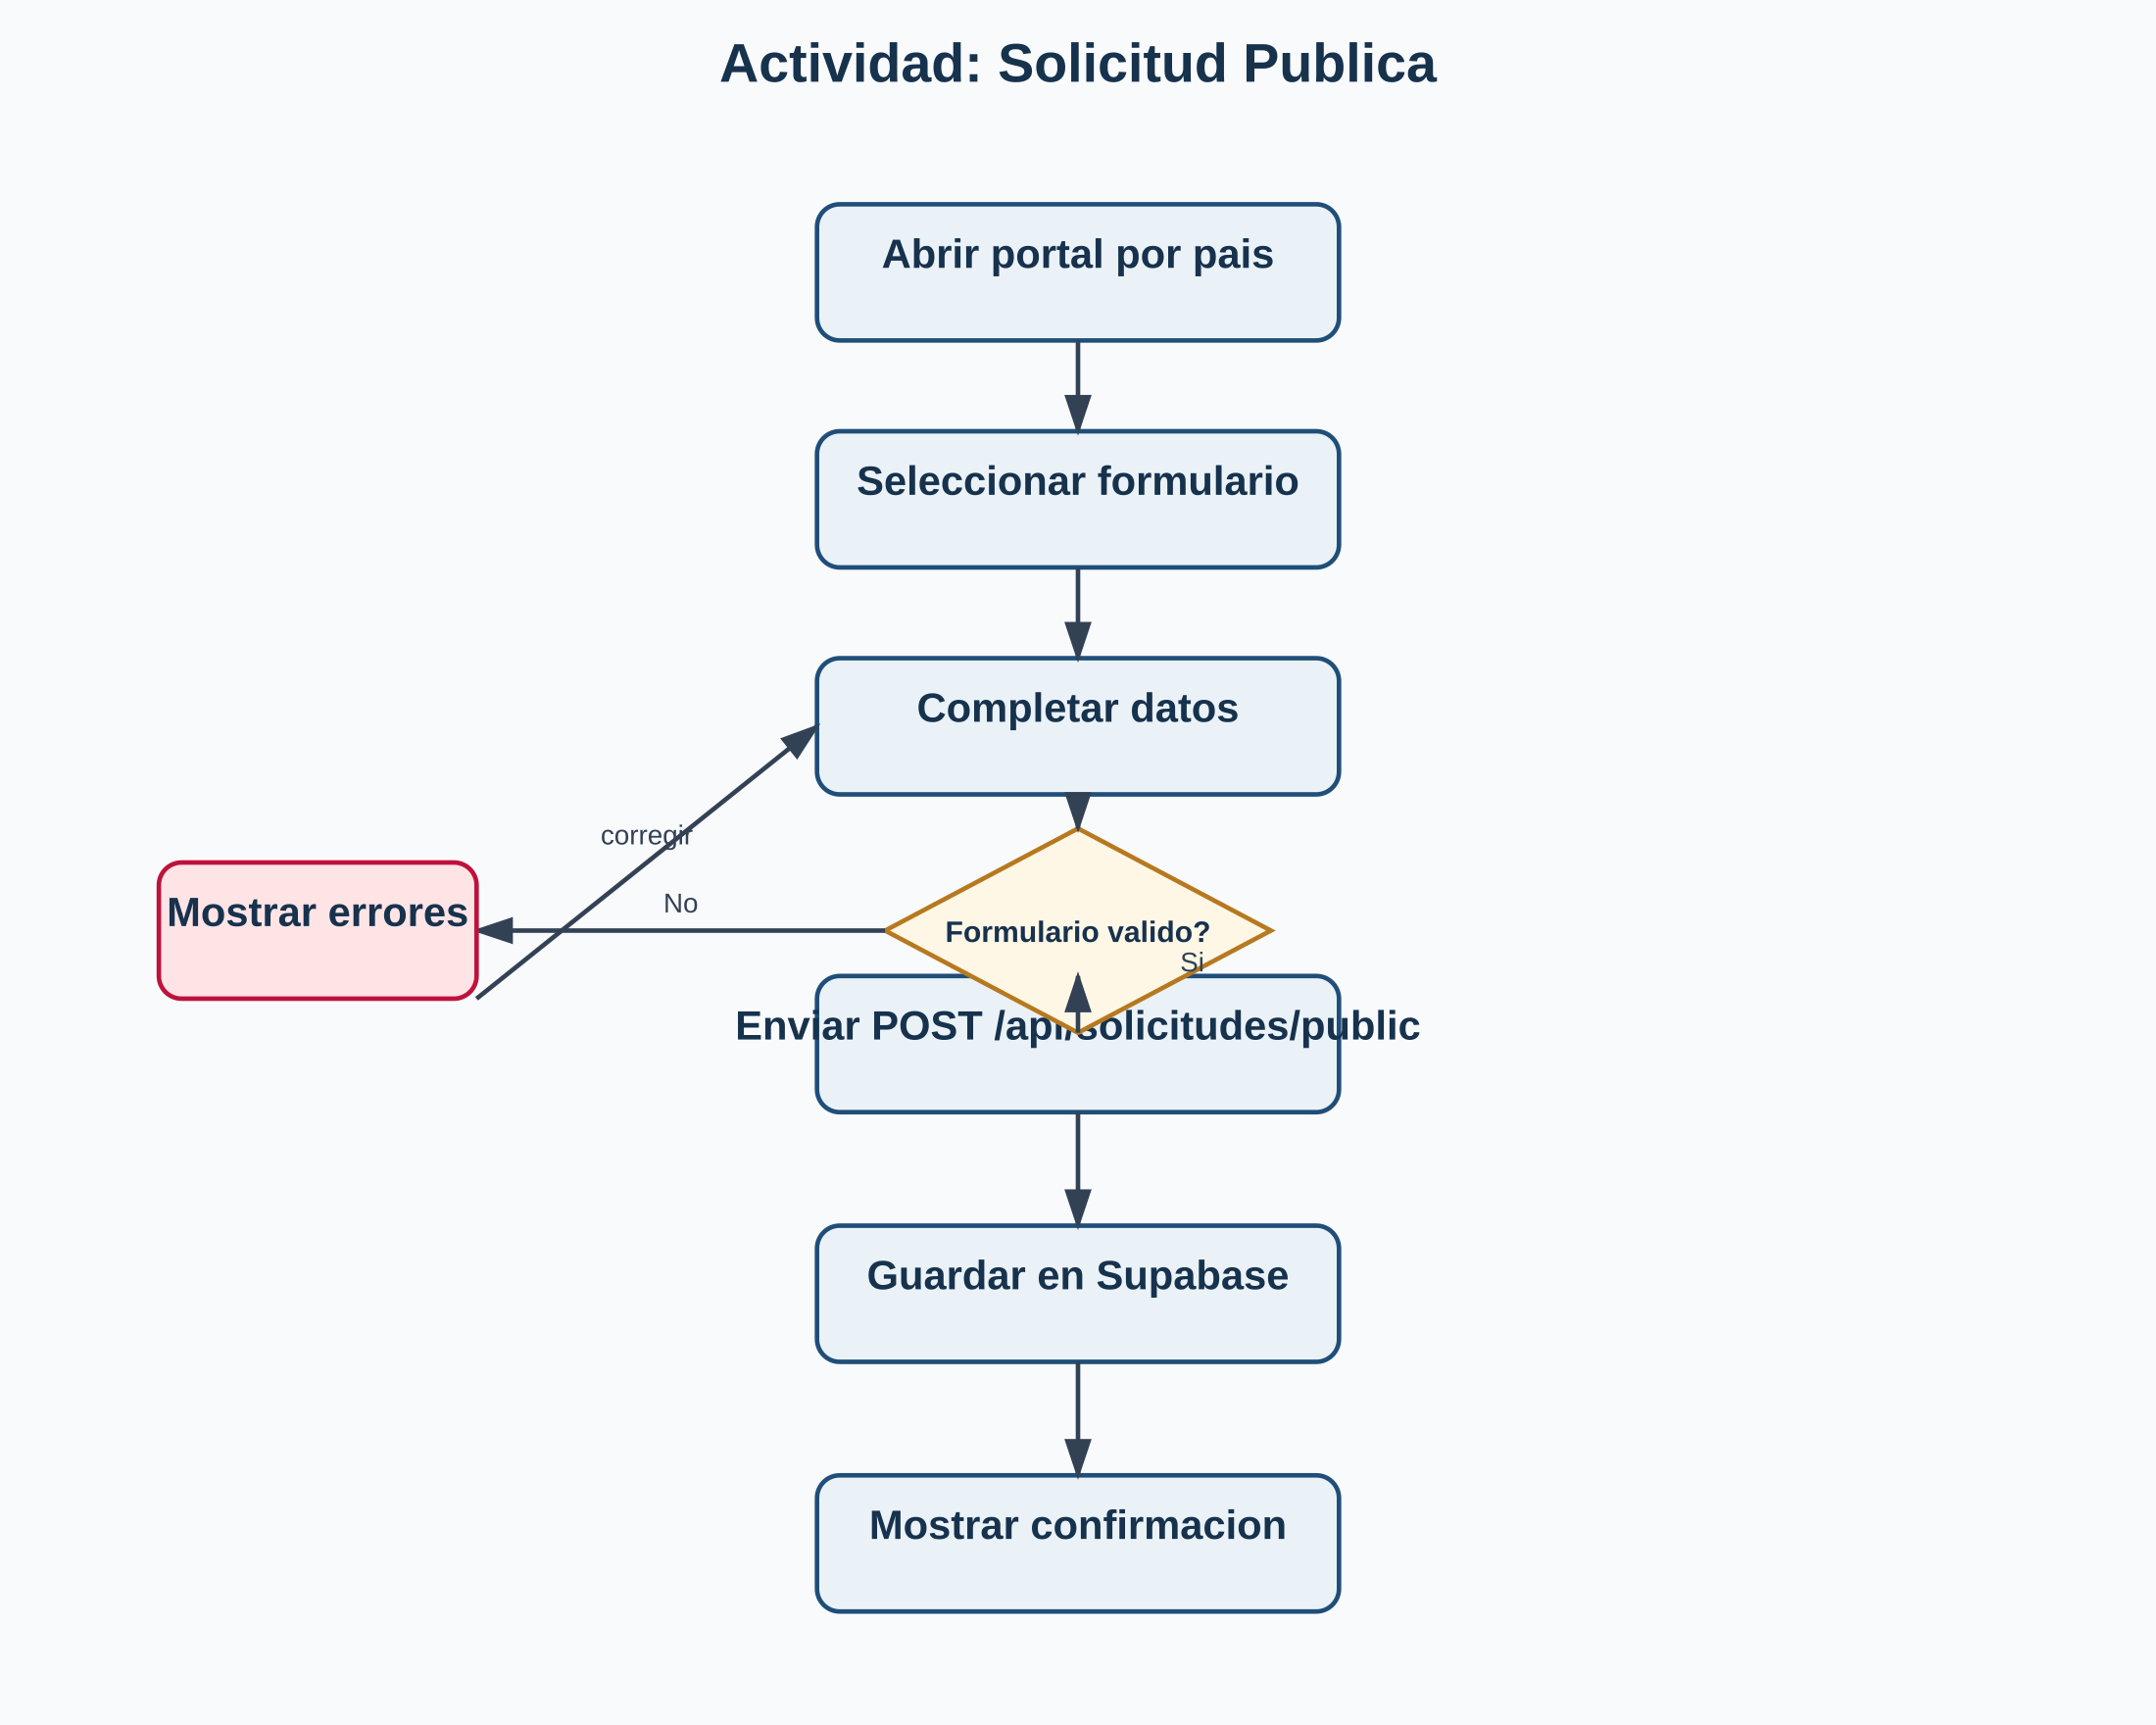 Actividad: Solicitud Publica
Abrir portal por pais
Seleccionar formulario
Completar datos
corregir
No
Mostrar errores
Formulario valido?
Si
Enviar POST /api/solicitudes/public
Guardar en Supabase
Mostrar confirmacion